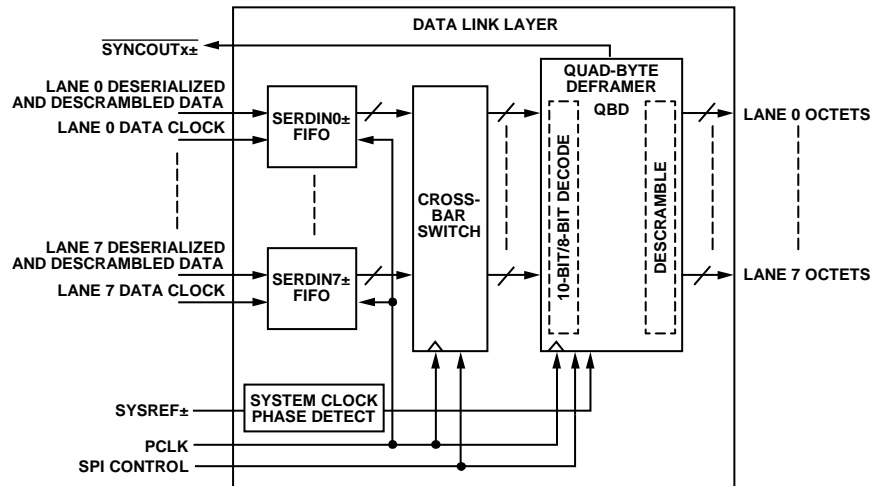 DATA LINK LAYER
SYNCOUTx±
LANE 0 DESERIALIZED
AND DESCRAMBLED DATA
LANE 0 DATA CLOCK
SERDIN0±
FIFO
LANE 7 DESERIALIZED
AND DESCRAMBLED DATA
LANE 7 DATA CLOCK
SERDIN7±
FIFO
CROSS-
BAR
SWITCH
QUAD-BYTE
DEFRAMER
QBD
10-BIT/8-BIT DECODE
DESCRAMBLE
LANE 0 OCTETS
LANE 7 OCTETS
SYSREF±
SYSTEM CLOCK
PHASE DETECT
PCLK
SPI CONTROL